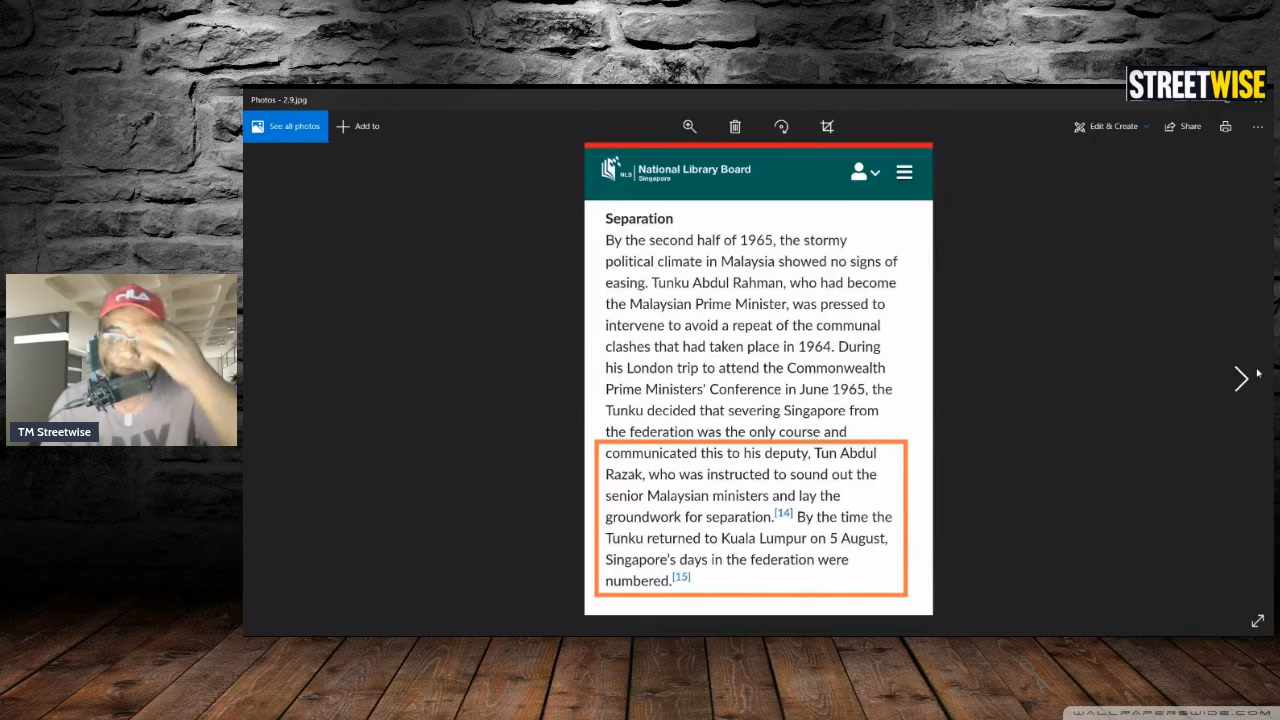 STREETWISE
Photos - 2.9.jpg
See all photos
Add to
Edit & Create
Share
NLB
National Library Board
Singapore
Separation
By the second half of 1965, the stormy
political climate in Malaysia showed no signs of
easing. Tunku Abdul Rahman, who had become
the Malaysian Prime Minister, was pressed to
intervene to avoid a repeat of the communal
clashes that had taken place in 1964. During
his London trip to attend the Commonwealth
Prime Ministers' Conference in June 1965, the
Tunku decided that severing Singapore from
the federation was the only course and
communicated this to his deputy, Tun Abdul
Razak, who was instructed to sound out the
senior Malaysian ministers and lay the
groundwork for separation.[14] By the time the
Tunku returned to Kuala Lumpur on 5 August,
Singapore's days in the federation were
numbered.[15]
FILA
TM Streetwise
WALLPAPERSWIDE.COM